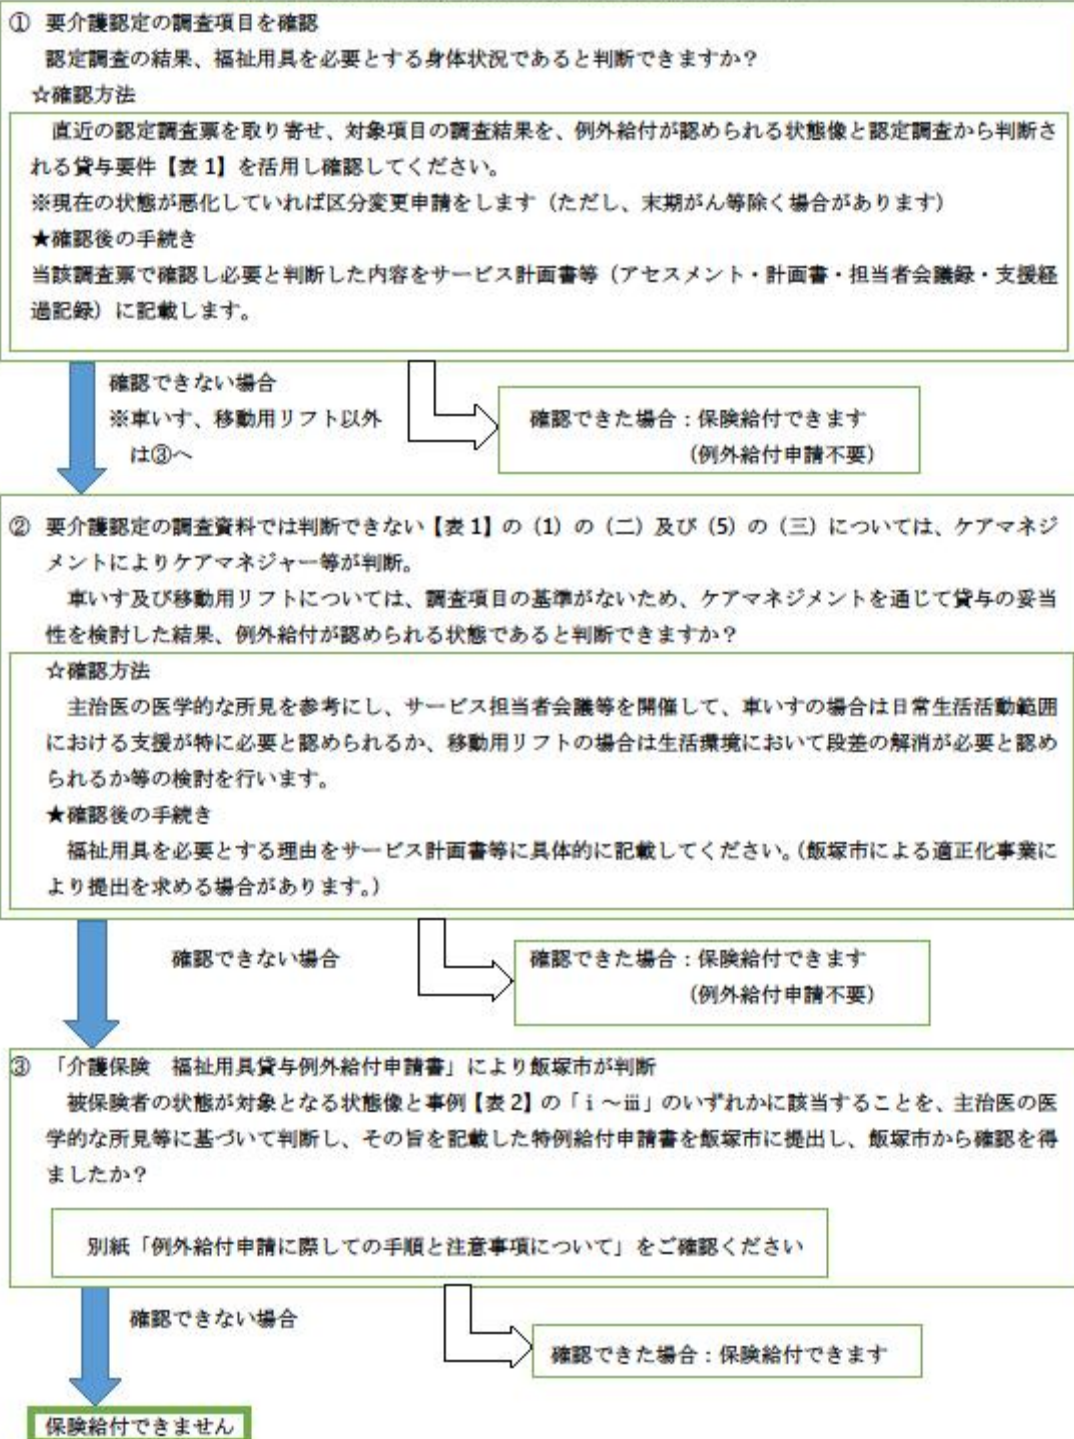 ① 要介護認定の調査項目を確認
認定調査の結果、福祉用具を必要とする身体状況であると判断できますか？
☆確認方法
直近の認定調査票を取り寄せ、対象項目の調査結果を、例外給付が認められる状態像と認定調査から判断さ
れる貸与要件【表1】を活用し確認してください。
※現在の状態が悪化していれば区分変更申請をします（ただし、末期がん等除く場合があります）
★確認後の手続き
当該調査票で確認し必要と判断した内容をサービス計画書等（アセスメント・計画書・担当者会議録・支援経
過記録）に記載します。
確認できない場合
※車いす、移動用リフト以外
は③へ
確認できた場合：保険給付できます
（例外給付申請不要）
② 要介護認定の調査資料では判断できない【表1】の（1）の（二）及び（5）の（三）については、ケアマネジ
メントによりケアマネジャー等が判断。
車いす及び移動用リフトについては、調査項目の基準がないため、ケアマネジメントを通じて貸与の妥当
性を検討した結果、例外給付が認められる状態であると判断できますか？
☆確認方法
主治医の医学的な所見を参考にし、サービス担当者会議等を開催して、車いすの場合は日常生活活動範囲
における支援が特に必要と認められるか、移動用リフトの場合は生活環境において段差の解消が必要と認め
られるか等の検討を行います。
★確認後の手続き
福祉用具を必要とする理由をサービス計画書等に具体的に記載してください。（飯塚市による適正化事業に
より提出を求める場合があります。）
確認できない場合
確認できた場合：保険給付できます
（例外給付申請不要）
③ 「介護保険　福祉用具貸与例外給付申請書」により飯塚市が判断
被保険者の状態が対象となる状態像と事例【表2】の「ⅰ～ⅲ」のいずれかに該当することを、主治医の医
学的な所見等に基づいて判断し、その旨を記載した特例給付申請書を飯塚市に提出し、飯塚市から確認を得
ましたか？
別紙「例外給付申請に際しての手順と注意事項について」をご確認ください
確認できない場合
確認できた場合：保険給付できます
保険給付できません